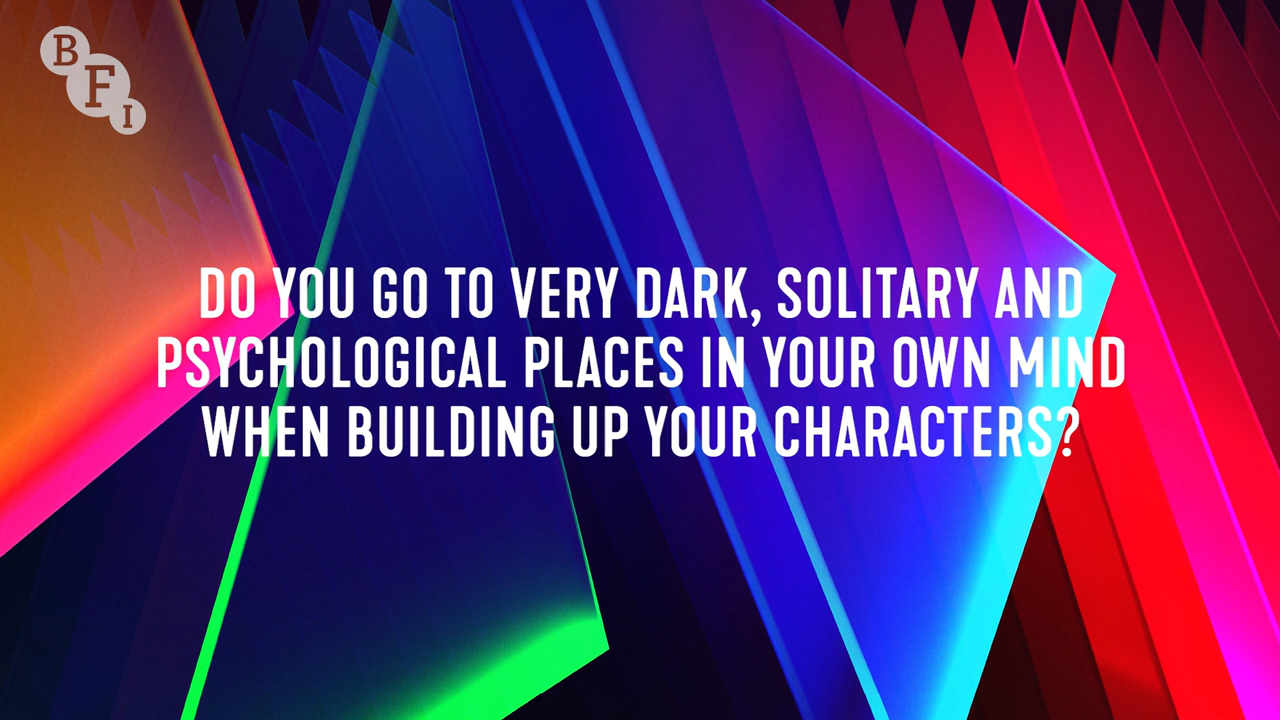 BFI
DO YOU GO TO VERY DARK, SOLITARY AND
PSYCHOLOGICAL PLACES IN YOUR OWN MIND
WHEN BUILDING UP YOUR CHARACTERS?